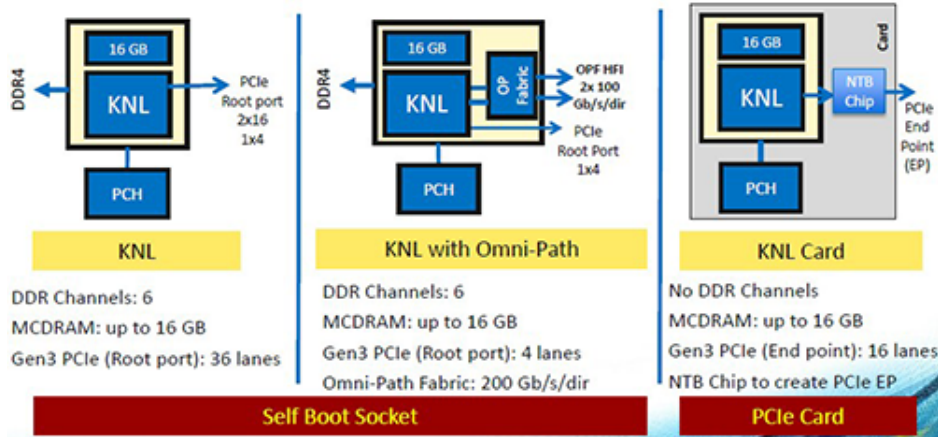 16 GB
DDR4
KNL
PCIe
Root port
2x16
1x4
PCH
KNL
DDR Channels: 6
MCDRAM: up to 16 GB
Gen3 PCIe (Root port): 36 lanes
16 GB
DDR4
KNL
OP
Fabric
OPF HFI
2x 100
Gb/s/dir
PCIe
Root Port
1x4
PCH
KNL with Omni-Path
DDR Channels: 6
MCDRAM: up to 16 GB
Gen3 PCIe (Root port): 4 lanes
Omni-Path Fabric: 200 Gb/s/dir
Self Boot Socket
Card
16 GB
KNL
NTB
Chip
PCIe
End
Point
(EP)
PCH
KNL Card
No DDR Channels
MCDRAM: up to 16 GB
Gen3 PCIe (End point): 16 lanes
NTB Chip to create PCIe EP
PCIe Card